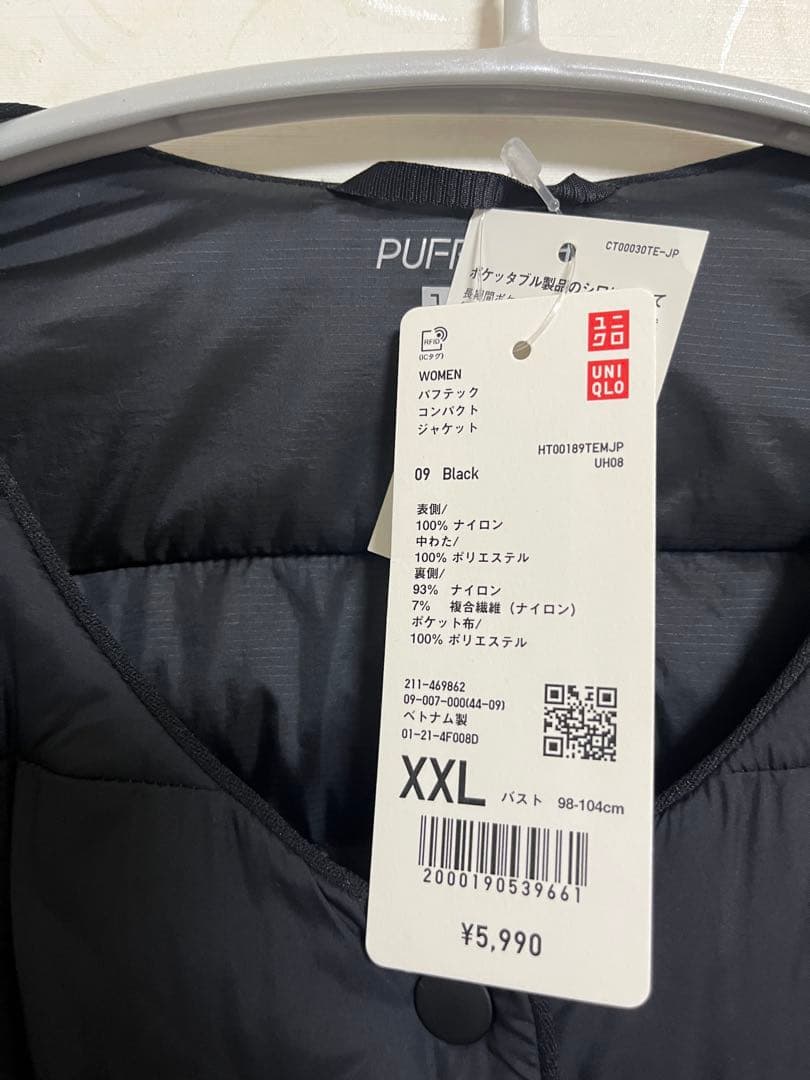 PUFF
CT00030TE-JP
ポケッタブル製品のシワ
て
RFID
(ICタグ)
ユニ
クロ
UNI
QLO
WOMEN
パフテック
コンパクト
ジャケット
HT00189TEMJP
UH08
09 Black
表側/
100% ナイロン
中わた/
100% ポリエステル
裏側/
93% ナイロン
7% 複合繊維 (ナイロン)
ポケット布/
100% ポリエステル
211-469862
09-007-000(44-09)
ベトナム製
01-21-4F008D
XXL バスト 98-104cm
2000190539661
¥5,990